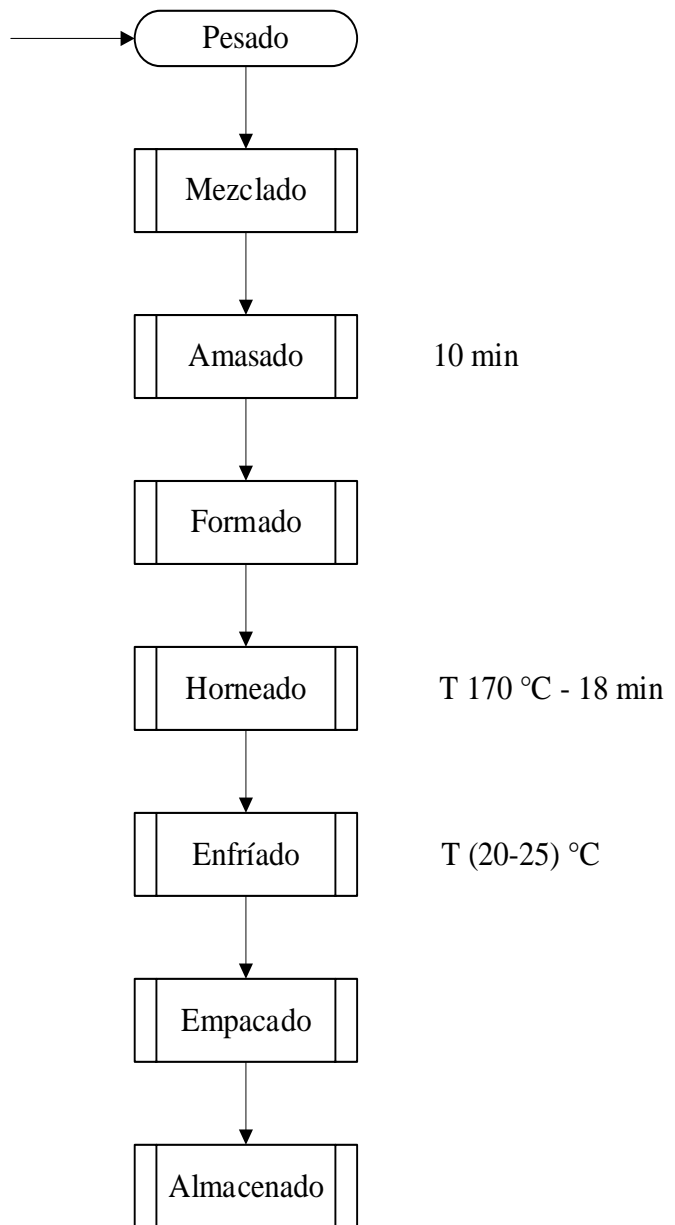 Pesado
Mezclado
Amasado
10 min
Formado
Horneado
T 170 °C - 18 min
Enfríado
T (20-25) °C
Empacado
Almacenado